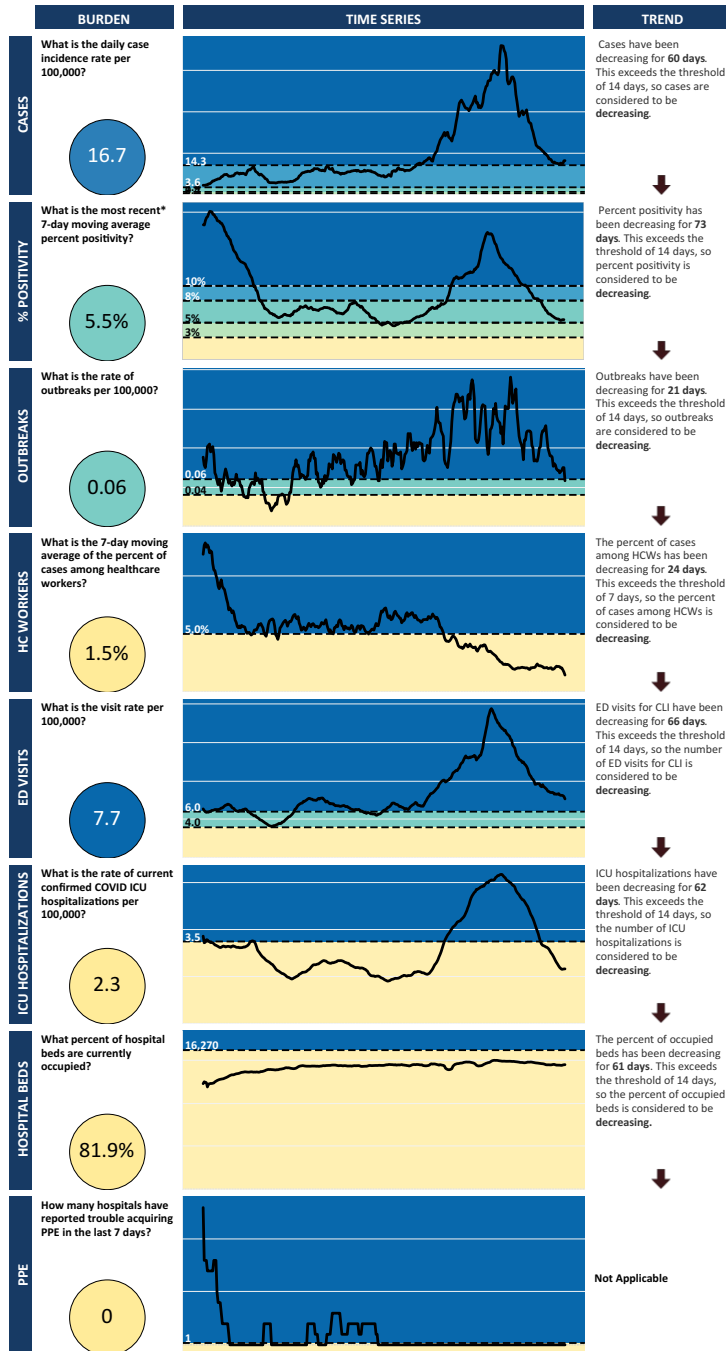 BURDEN
TIME SERIES
TREND
CASES
What is the daily case
incidence rate per
100,000?
16.7
14.3
3.6
Cases have been
decreasing for 60 days.
This exceeds the threshold
of 14 days, so cases are
considered to be
decreasing.
% POSITIVITY
What is the most recent*
7-day moving average
percent positivity?
5.5%
10%
8%
5%
3%
Percent positivity has
been decreasing for 73
days. This exceeds the
threshold of 14 days, so
percent positivity is
considered to be
decreasing.
OUTBREAKS
What is the rate of
outbreaks per 100,000?
0.06
0.06
0.04
Outbreaks have been
decreasing for 21 days.
This exceeds the threshold
of 14 days, so outbreaks
are considered to be
decreasing.
HC WORKERS
What is the 7-day moving
average of the percent of
cases among healthcare
workers?
1.5%
5.0%
The percent of cases
among HCWs has been
decreasing for 24 days.
This exceeds the threshold
of 7 days, so the percent
of cases among HCWs is
considered to be
decreasing.
ED VISITS
What is the visit rate per
100,000?
7.7
6.0
4.0
ED visits for CLI have been
decreasing for 66 days.
This exceeds the threshold
of 14 days, so the number
of ED visits for CLI is
considered to be
decreasing.
ICU HOSPITALIZATIONS
What is the rate of current
confirmed COVID ICU
hospitalizations per
100,000?
2.3
3.5
ICU hospitalizations have
been decreasing for 62
days. This exceeds the
threshold of 14 days, so
the number of ICU
hospitalizations is
considered to be
decreasing.
HOSPITAL BEDS
What percent of hospital
beds are currently
occupied?
81.9%
16,270
The percent of occupied
beds has been decreasing
for 61 days. This exceeds
the threshold of 14 days,
so the percent of occupied
beds is considered to be
decreasing.
PPE
How many hospitals have
reported trouble acquiring
PPE in the last 7 days?
0
1
Not Applicable